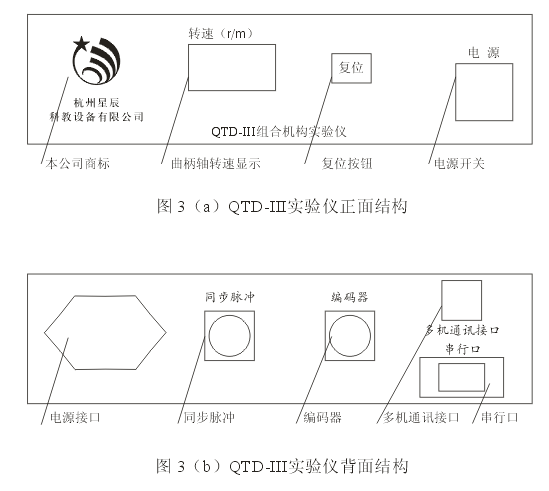 转速（r/m）
电 源
复位
杭州星辰
科教设备有限公司
QTD-III组合机构实验仪
本公司商标
曲柄轴转速显示
复位按钮
电源开关
图 3（a）QTD-III实验仪正面结构
同步脉冲
编码器
多机通讯接口
串行口
电源接口
同步脉冲
编码器
多机通讯接口
串行口
图 3（b）QTD-III实验仪背面结构